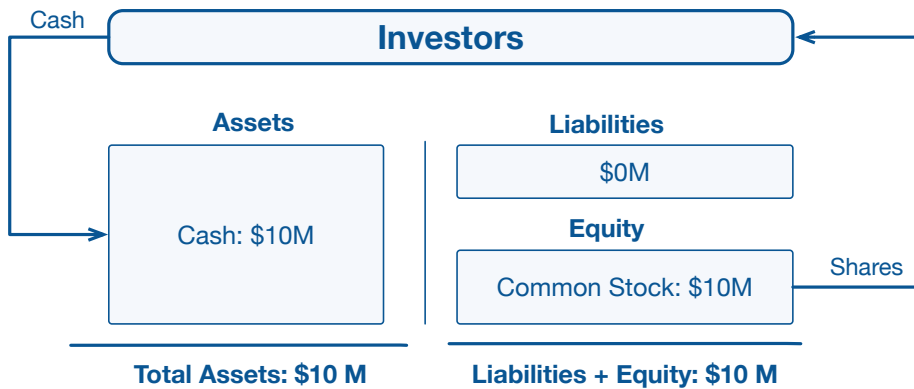 Cash
Investors
Assets
Cash: $10M
Total Assets: $10 M
Liabilities
$0M
Equity
Common Stock: $10M
Shares
Liabilities + Equity: $10 M